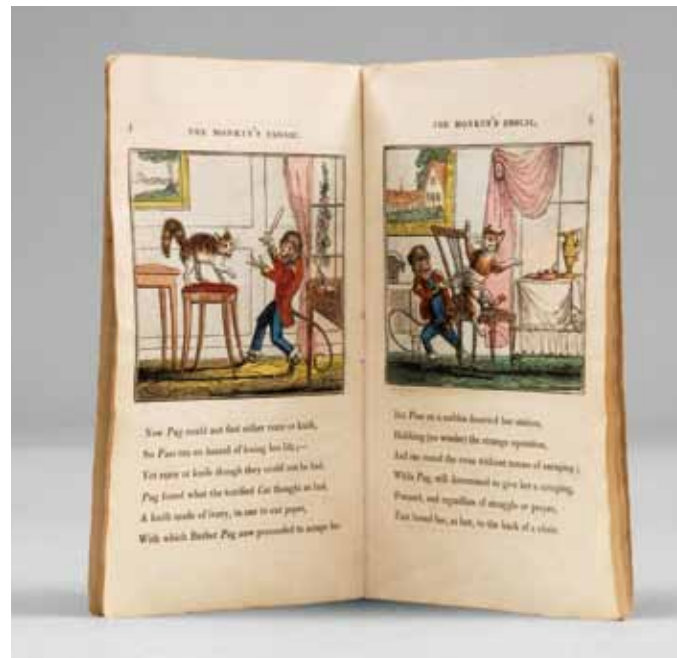 4
THE MONKEY'S FROLIC.
Now Pug could not find either razor or knife,
So Puss ran no hazard of losing her life;—
Yet razor or knife though they could not be had,
Pug found what the terrified Cat thought as bad,
A knife made of ivory, in use to cut paper,
With which Barber Pug now proceeded to scrape her
THE MONKEY'S FROLIC.
5
But Puss on a sudden deserted her station,
Disliking (no wonder) the strange operation,
And ran round the room without means of escaping;
While Pug, still determined to give her a scraping,
Pursued, and regardless of struggle or prayer,
Fast bound her, at last, to the back of a chair.